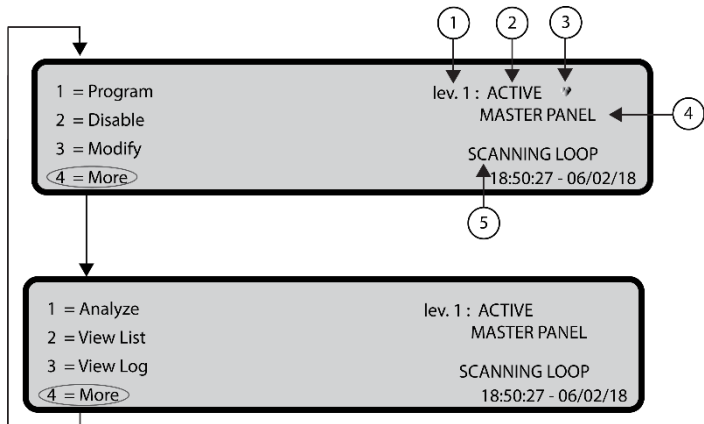 1 2 3
1 = Program lev. 1 : ACTIVE
2 = Disable MASTER PANEL 4
3 = Modify SCANNING LOOP
4 = More 18:50:27 - 06/02/18
5
1 = Analyze lev. 1 : ACTIVE
2 = View List MASTER PANEL
3 = View Log SCANNING LOOP
4 = More 18:50:27 - 06/02/18